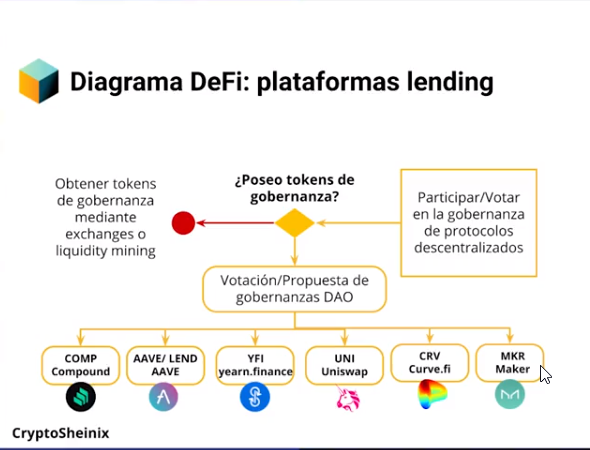 Diagrama DeFi: plataformas lending
Obtener tokens
de gobernanza
mediante
exchanges o
liquidity mining
¿Poseo tokens de
gobernanza?
Participar/Votar
en la gobernanza
de protocolos
descentralizados
Votación/Propuesta de
gobernanzas DAO
COMP
Compound
AAVE/ LEND
AAVE
YFI
yearn.finance
UNI
Uniswap
CRV
Curve.fi
MKR
Maker
CryptoSheinix